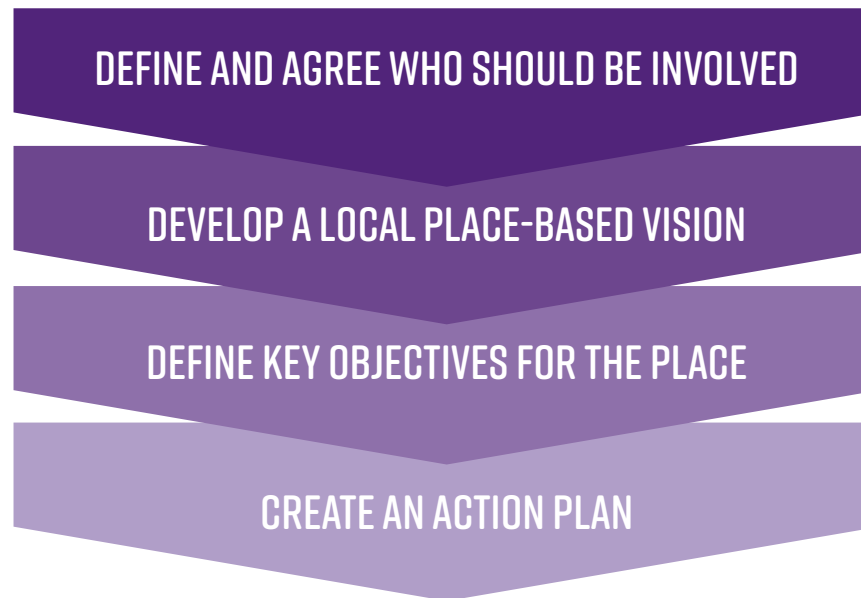 DEFINE AND AGREE WHO SHOULD BE INVOLVED
DEVELOP A LOCAL PLACE-BASED VISION
DEFINE KEY OBJECTIVES FOR THE PLACE
CREATE AN ACTION PLAN